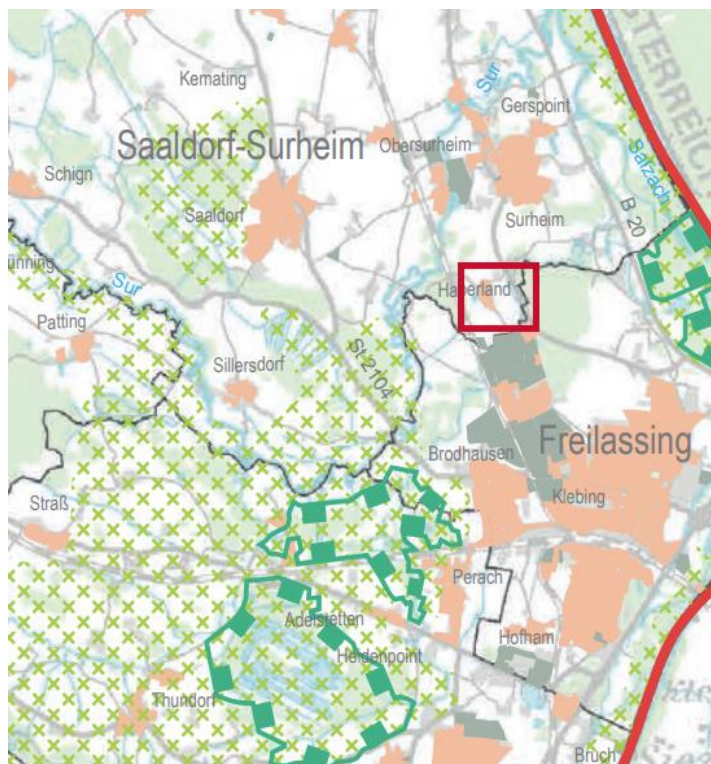 Kemating
Sur
Gerspoint
STERREICH
Saaldorf-Surheim
Obersurheim
Schign
Salzach
Saaldorf
Surheim
B 20
Sur
Haberland
Patting
Sillersdorf
St 2104
Brodhausen
Freilassing
Klebing
Straß
Perach
Adelstetten
Hofham
Heidenpoint
Thundorf
Bruch